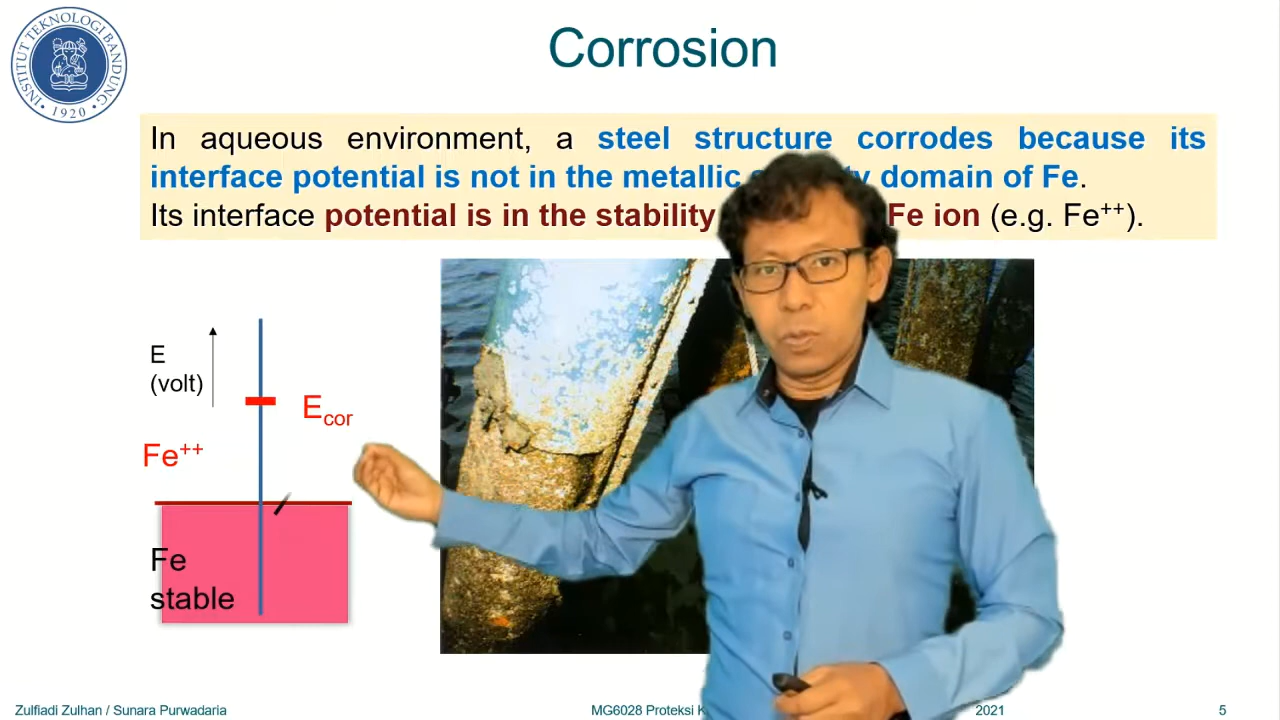 INSTITUT TEKNOLOGI BANDUNG
1920
Corrosion
In aqueous environment, a steel structure corrodes because its
interface potential is not in the metallic domain of Fe.
Its interface potential is in the stability Fe ion (e.g. Fe⁺⁺).
E
(volt)
E_cor
Fe⁺⁺
Fe
stable
Zulfiadi Zulhan / Sunara Purwadaria
MG6028 Proteksi
2021
5